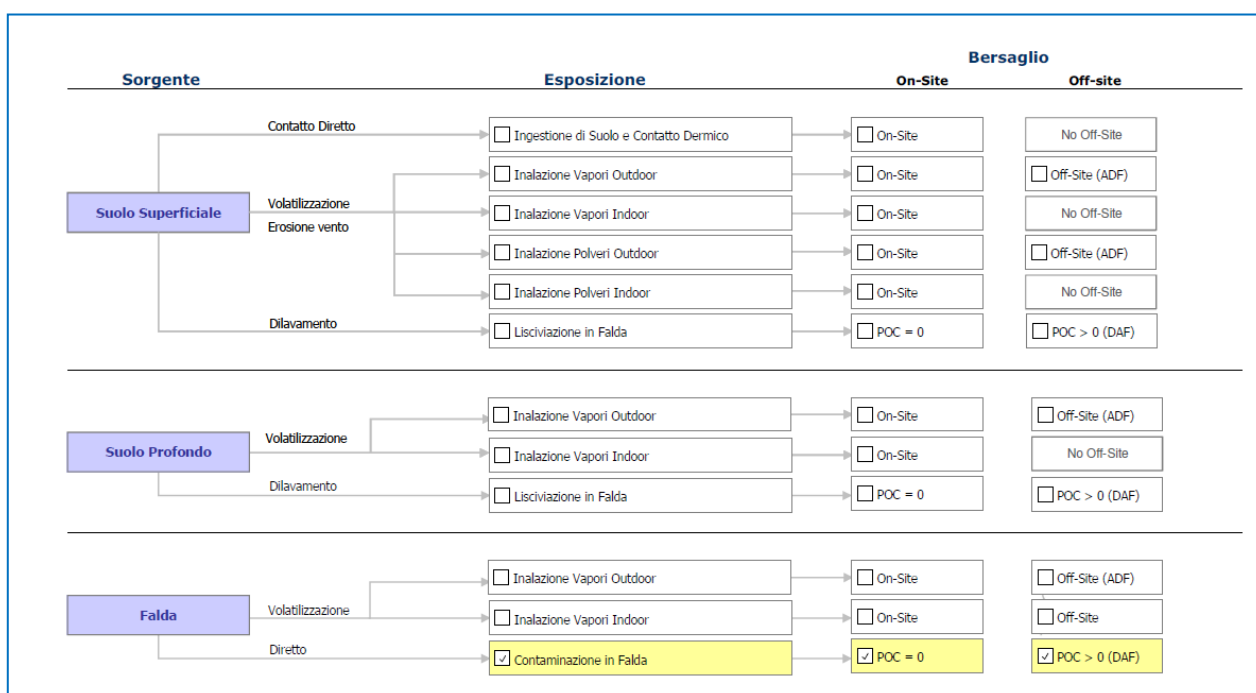 Bersaglio
Sorgente Esposizione On-Site Off-site
Contatto Diretto Ingestione di Suolo e Contatto Dermico On-Site No Off-Site
Inalazione Vapori Outdoor On-Site Off-Site (ADF)
Suolo Superficiale Volatilizzazione Inalazione Vapori Indoor On-Site No Off-Site
Erosione vento
Inalazione Polveri Outdoor On-Site Off-Site (ADF)
Inalazione Polveri Indoor On-Site No Off-Site
Dilavamento Lisciviazione in Falda POC = 0 POC > 0 (DAF)
Inalazione Vapori Outdoor On-Site Off-Site (ADF)
Suolo Profondo Volatilizzazione Inalazione Vapori Indoor On-Site No Off-Site
Dilavamento Lisciviazione in Falda POC = 0 POC > 0 (DAF)
Inalazione Vapori Outdoor On-Site Off-Site (ADF)
Falda Volatilizzazione Inalazione Vapori Indoor On-Site Off-Site
Diretto Contaminazione in Falda POC = 0 POC > 0 (DAF)